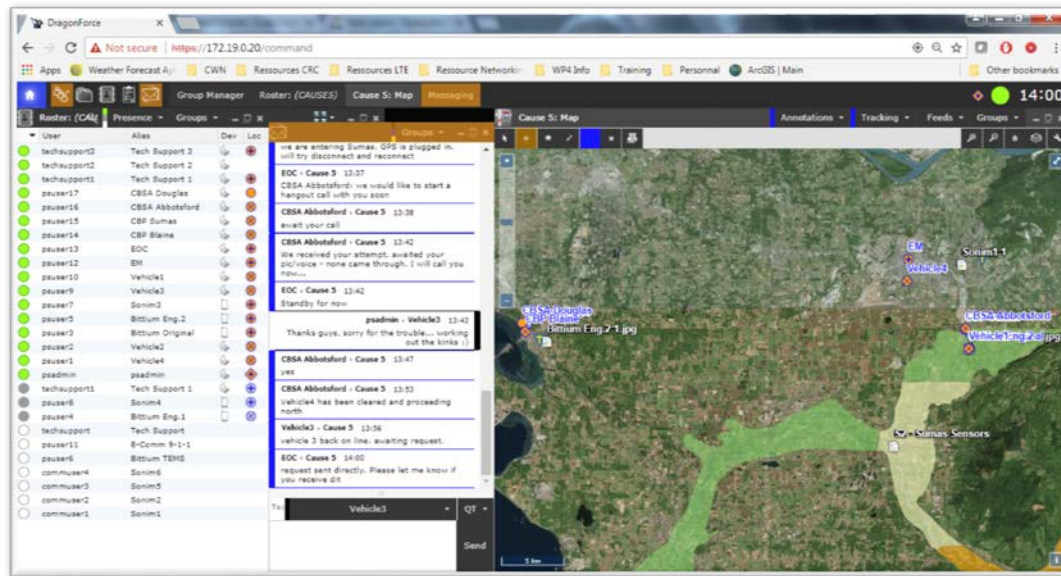 DragonForce
Not secure https://172.19.0.20/command
Apps Weather Forecast CWN Ressources CRC Ressources LTE Ressource Networks WP4 Info Training Personnal ArcGIS | Main Other bookmarks
Group Manager Roster: (CAUSES) Cause 5: Map Messaging 14:00
Roster: (CAU Presence Groups
User Alias Dev Loc
techsupport3 Tech Support 3
techsupport2 Tech Support 2
techsupport1 Tech Support 1
psuser17 CBSA Douglas
psuser16 CBSA Abbotsford
psuser15 CBP Sumas
psuser14 CBP Blaine
psuser13 EOC
psuser12 EM
psuser10 Vehicle1
psuser9 Vehicle3
psuser7 Sonim3
psuser5 Bittium Eng.2
psuser3 Bittium Original
psuser2 Vehicle2
psuser1 Vehicle4
psadmin psadmin
techsupport1 Tech Support 1
psuser8 Sonim4
psuser4 Bittium Eng.1
techsupport Tech Support
psuser11 E-Comm 9-1-1
psuser6 Bittium TEMS
commuser4 Sonim6
commuser3 Sonim5
commuser2 Sonim2
commuser1 Sonim1
Groups
we are entering Sumas. GPS is plugged in.
will try disconnect and reconnect
EOC - Cause 5 13:37
CBSA Abbotsford: we would like to start a
hangout call with you soon
CBSA Abbotsford - Cause 5 13:38
await your call
CBSA Abbotsford - Cause 5 13:42
We received your attempt, awaited your
pic/voice - none came through. I will call you
now...
EOC - Cause 5 13:42
Standby for now
psadmin - Vehicle3 13:42
Thanks guys, sorry for the trouble... working
out the kinks :)
CBSA Abbotsford - Cause 5 13:47
yes
CBSA Abbotsford - Cause 5 13:53
Vehicle4 has been cleared and proceeding
north
Vehicle3 - Cause 5 13:56
vehicle 3 back on line. awaiting request.
EOC - Cause 5 14:00
request sent directly. Please let me know if
you receive dit
Vehicle3 QT
Send
Cause 5: Map Annotations Tracking Feeds Groups
EM
Sonim1.1
Vehicle4
CBSA Douglas
CBP Blaine
Bittium Eng.2-1.jpg
CBSA Abbotsford
Vehicle1
Sumas Sensors
5 km